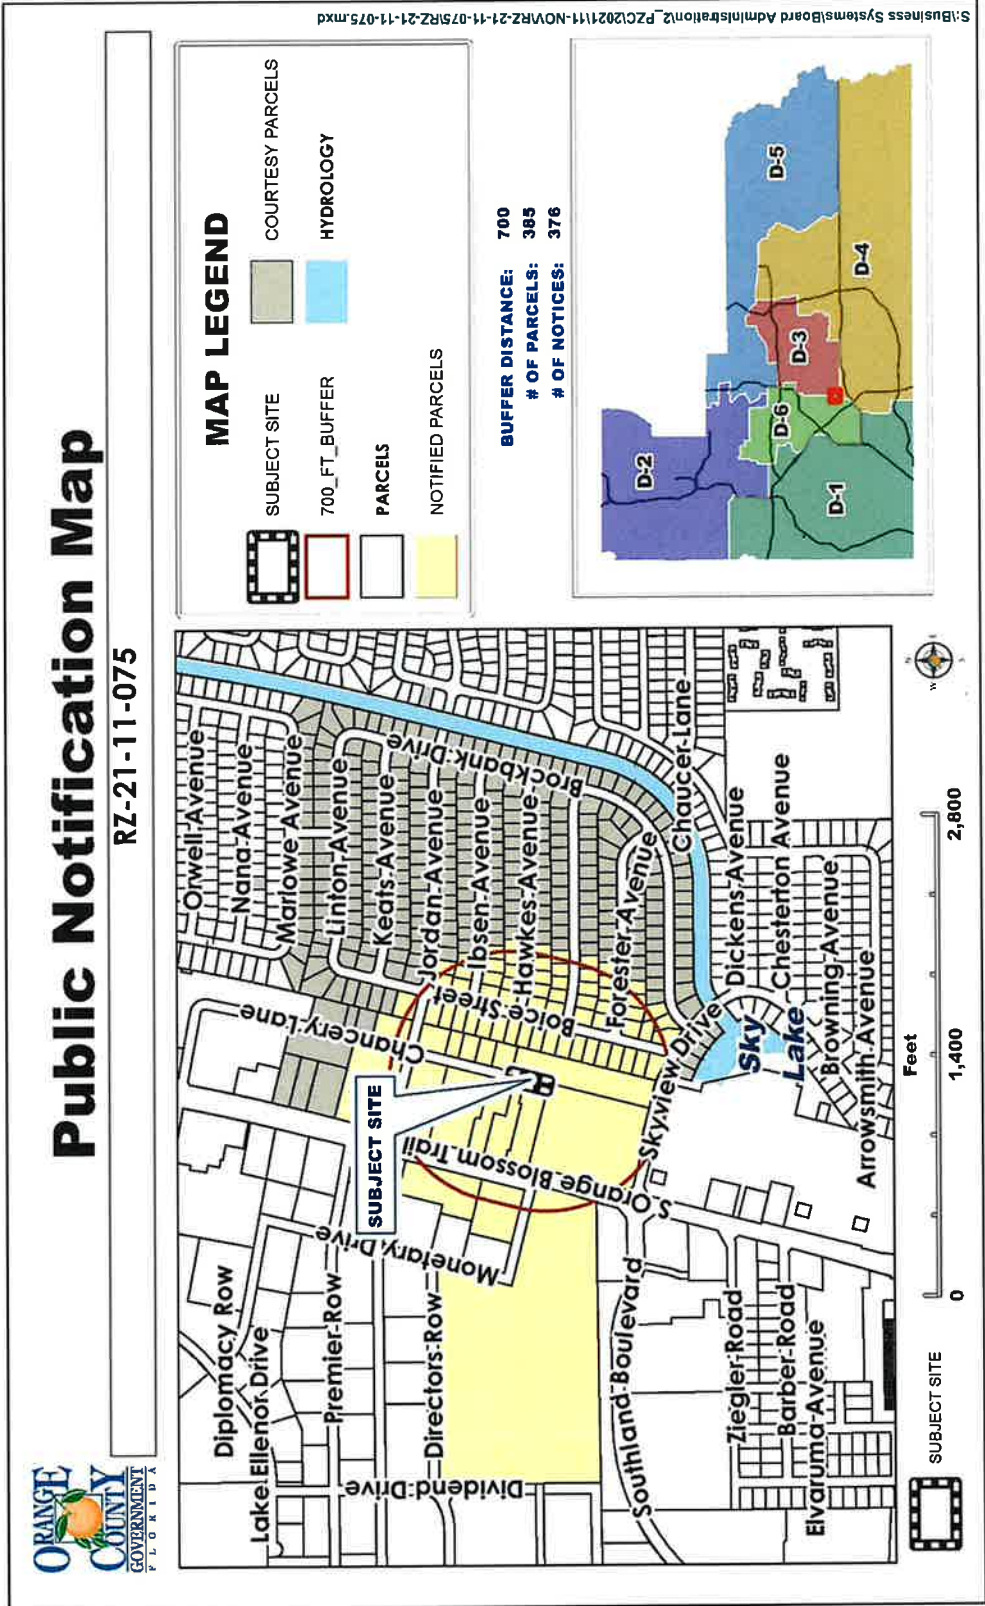 ORANGE
COUNTY
GOVERNMENT
FLORIDA
Public Notification Map
RZ-21-11-075
Orwell Avenue
Nana Avenue
Marlowe Avenue
Linton Avenue
Keats Avenue
Jordan Avenue
Ibsen Avenue
Hawkes Avenue
Forester Avenue
Brockbank Drive
Chaucer Lane
Dickens Avenue
Chesterton Avenue
Browning Avenue
Arrowsmith Avenue
Chancery Lane
Boice Street
Skyview Drive
Sky
Lake
S Orange Blossom Trail
SUBJECT SITE
Monetary Drive
Diplomacy Row
Lake Ellenor Drive
Premier Row
Directors Row
Dividend Drive
Southland Boulevard
Ziegler Road
Barber Road
Elvaruma Avenue
MAP LEGEND
SUBJECT SITE
COURTESY PARCELS
700_FT_BUFFER
HYDROLOGY
PARCELS
NOTIFIED PARCELS
BUFFER DISTANCE: 700
# OF PARCELS: 385
# OF NOTICES: 376
D-2
D-5
D-6
D-3
D-4
D-1
SUBJECT SITE
Feet
0 1,400 2,800
N
E
S
W
S:\Business Systems\Board Administration\2_PZC\2021\11-NOV\RZ-21-11-075\RZ-21-11-075.mxd